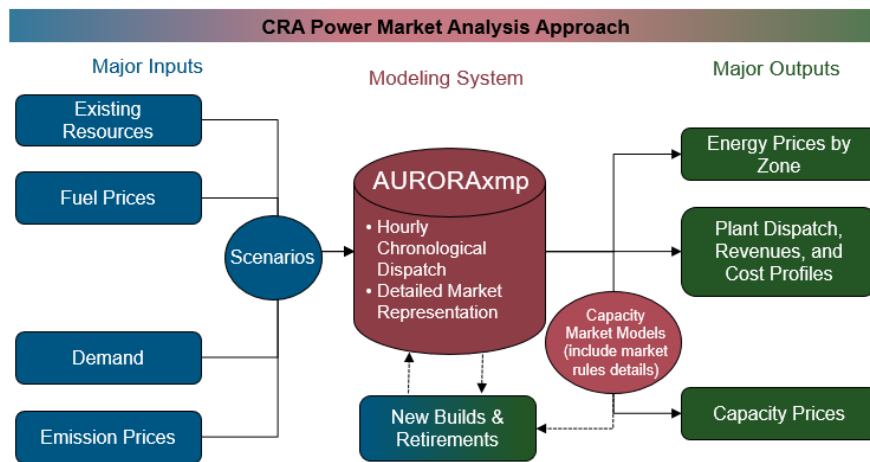 CRA Power Market Analysis Approach
Major Inputs
Modeling System
Major Outputs
Existing
Resources
Fuel Prices
Scenarios
Demand
Emission Prices
AURORAxmp
• Hourly
Chronological
Dispatch
• Detailed Market
Representation
New Builds &
Retirements
Capacity
Market Models
(include market
rules details)
Energy Prices by
Zone
Plant Dispatch,
Revenues, and
Cost Profiles
Capacity Prices